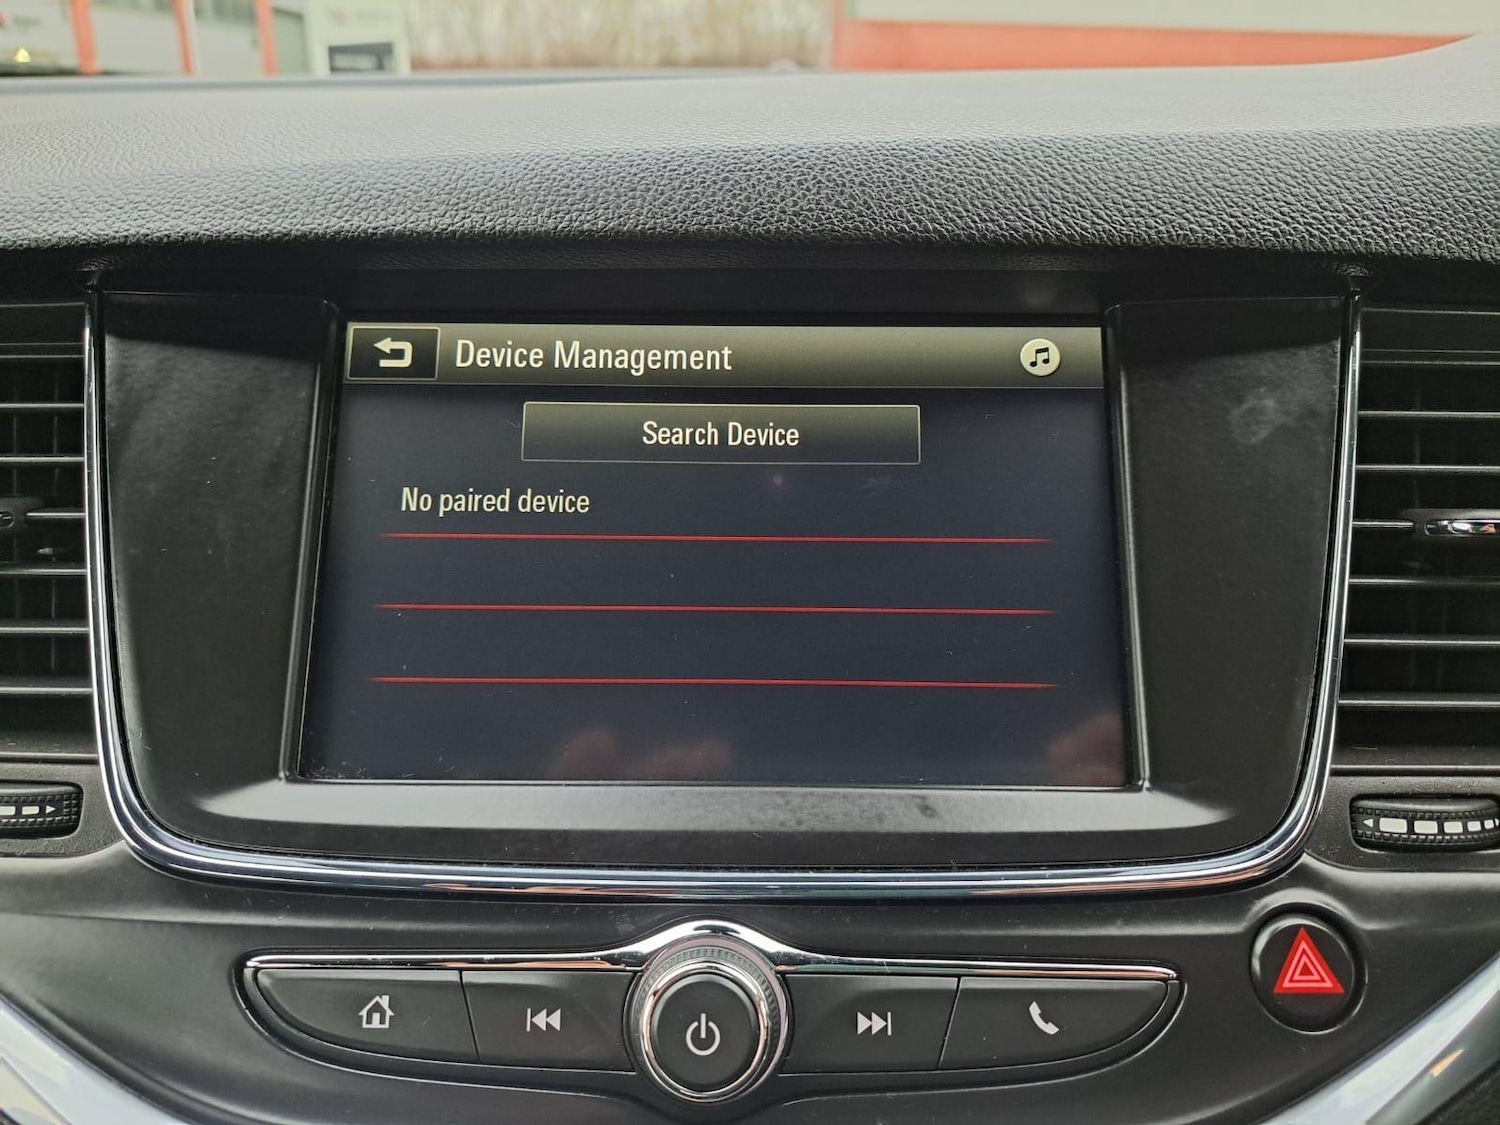 Device Management
Search Device
No paired device